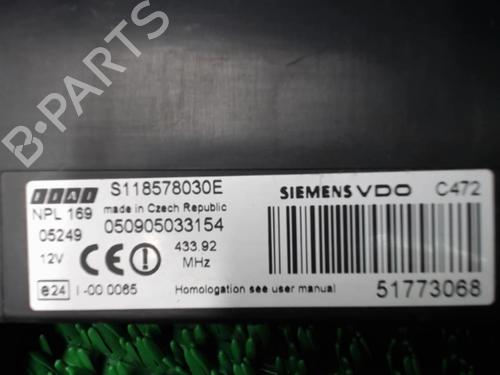 B-PARTS
FIAT S118578030E SIEMENS VDO C472
NPL 169 made in Czech Republic
05249 050905033154
12V CE 433.92
MHz
e24 I-00.0065 Homologation see user manual 51773068